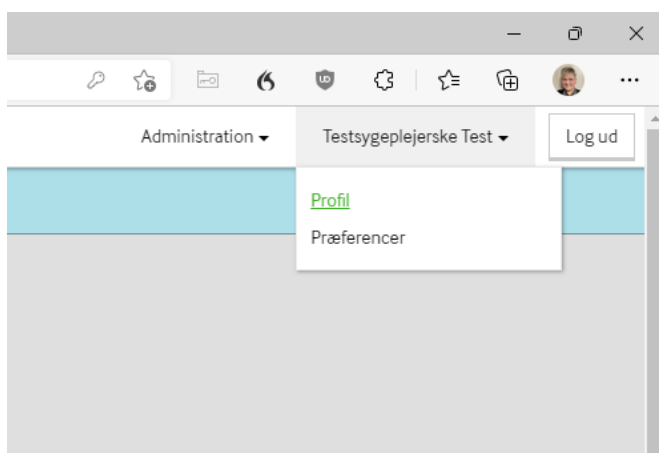 Administration
Testsygeplejerske Test
Log ud
Profil
Præferencer